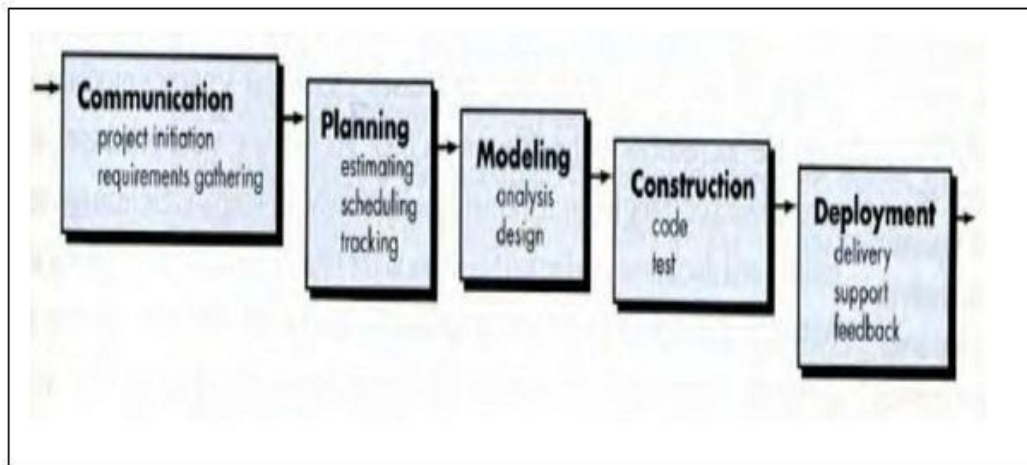 Communication
project initiation
requirements gathering
Planning
estimating
scheduling
tracking
Modeling
analysis
design
Construction
code
test
Deployment
delivery
support
feedback